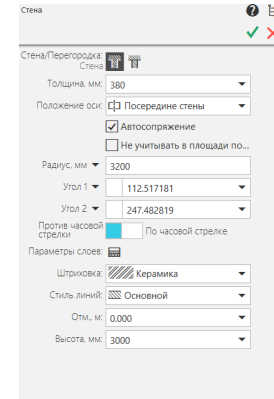 Стена
Стена/Перегородка:
Стена
Толщина, мм: 380
Положение оси: Посередине стены
Автосопряжение
Не учитывать в площади по...
Радиус, мм 3200
Угол 1 112.517181
Угол 2 247.482819
Против часовой
стрелки По часовой стрелке
Параметры слоев:
Штриховка: Керамика
Стиль линий: Основной
Отм., м: 0.000
Высота, мм: 3000